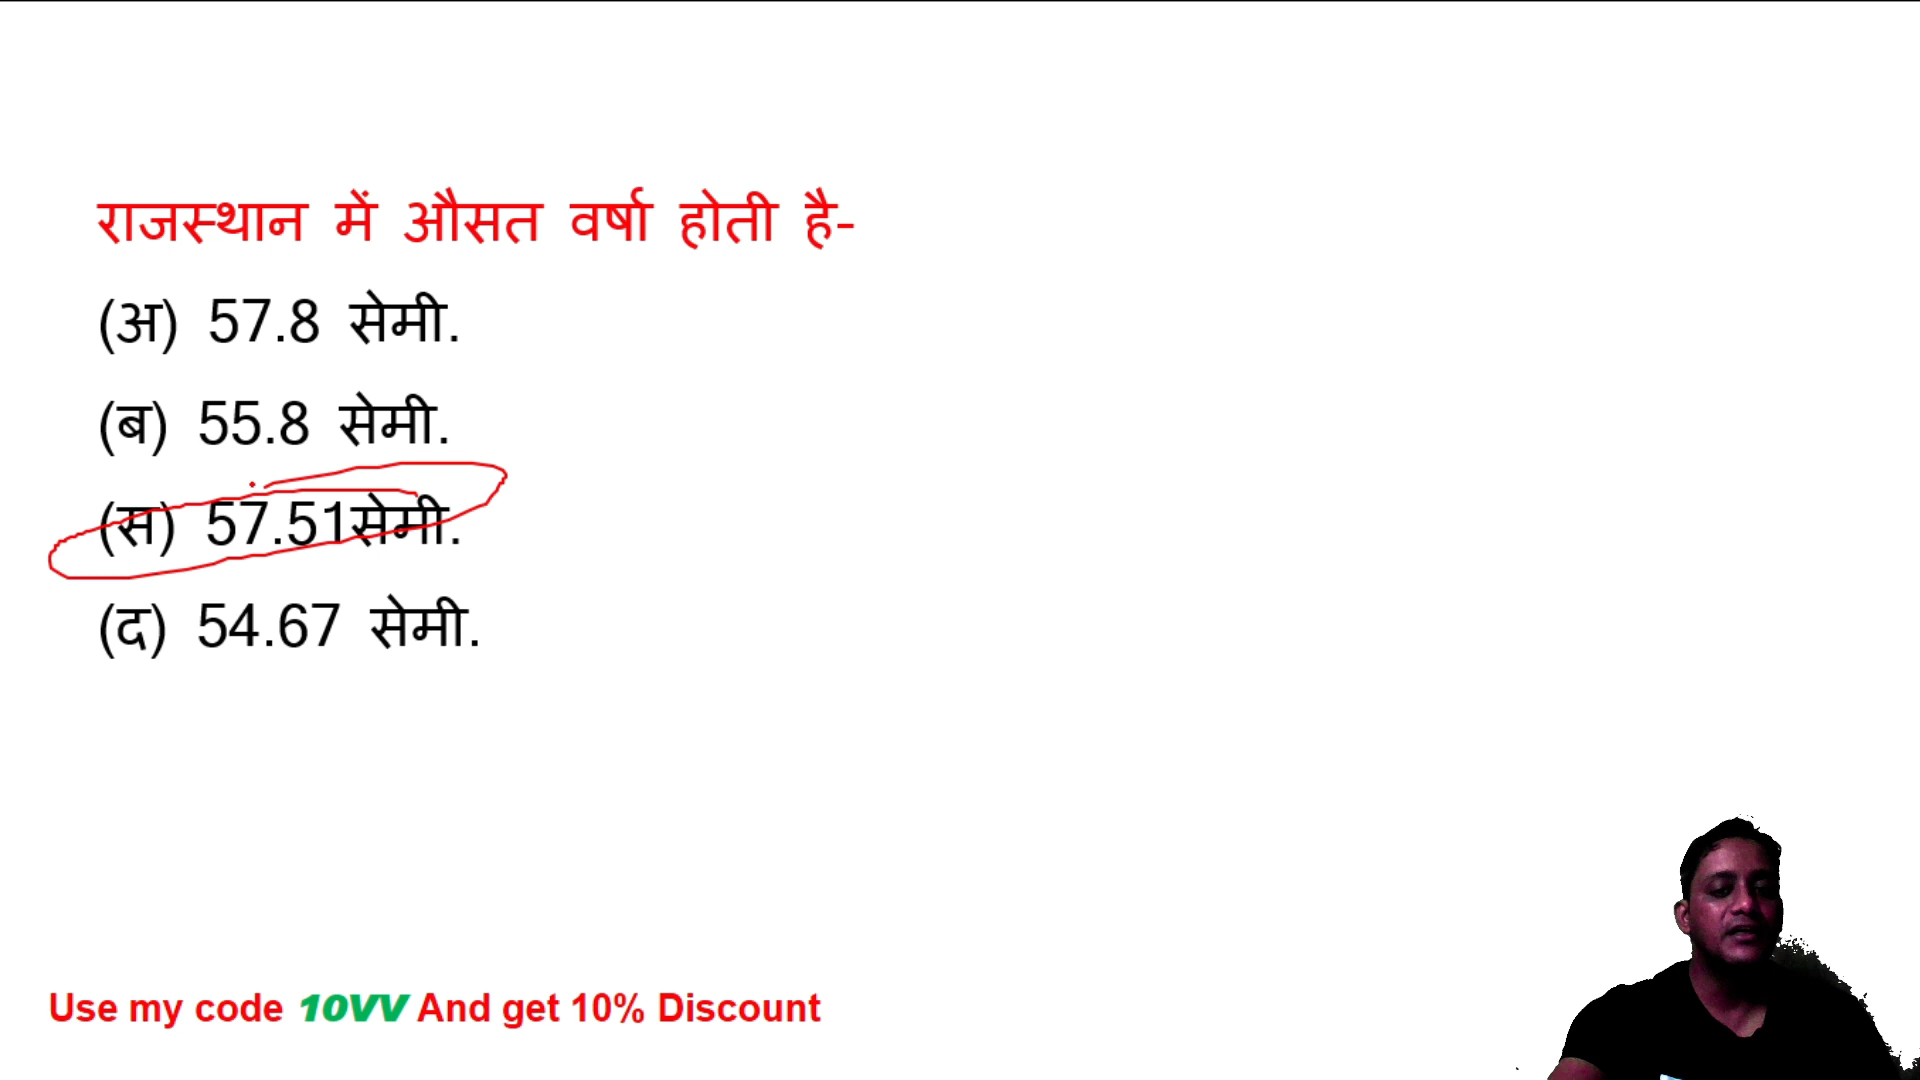 राजस्थान में औसत वर्षा होती है-
(अ) 57.8 सेमी.
(ब) 55.8 सेमी.
(स) 57.51सेमी.
(द) 54.67 सेमी.
Use my code 10VV And get 10% Discount